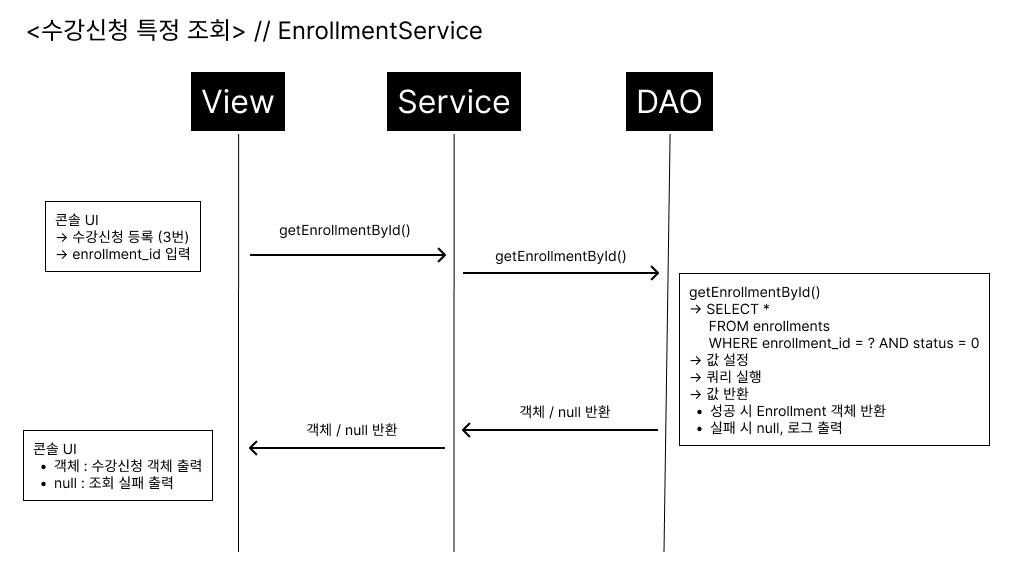 <수강신청 특정 조회> // EnrollmentService
View
Service
DAO
콘솔 UI
→ 수강신청 등록 (3번)
→ enrollment_id 입력
getEnrollmentById()
getEnrollmentById()
getEnrollmentById()
→ SELECT *
FROM enrollments
WHERE enrollment_id = ? AND status = 0
→ 값 설정
→ 쿼리 실행
→ 값 반환
• 성공 시 Enrollment 객체 반환
• 실패 시 null, 로그 출력
객체 / null 반환
객체 / null 반환
콘솔 UI
• 객체 : 수강신청 객체 출력
• null : 조회 실패 출력